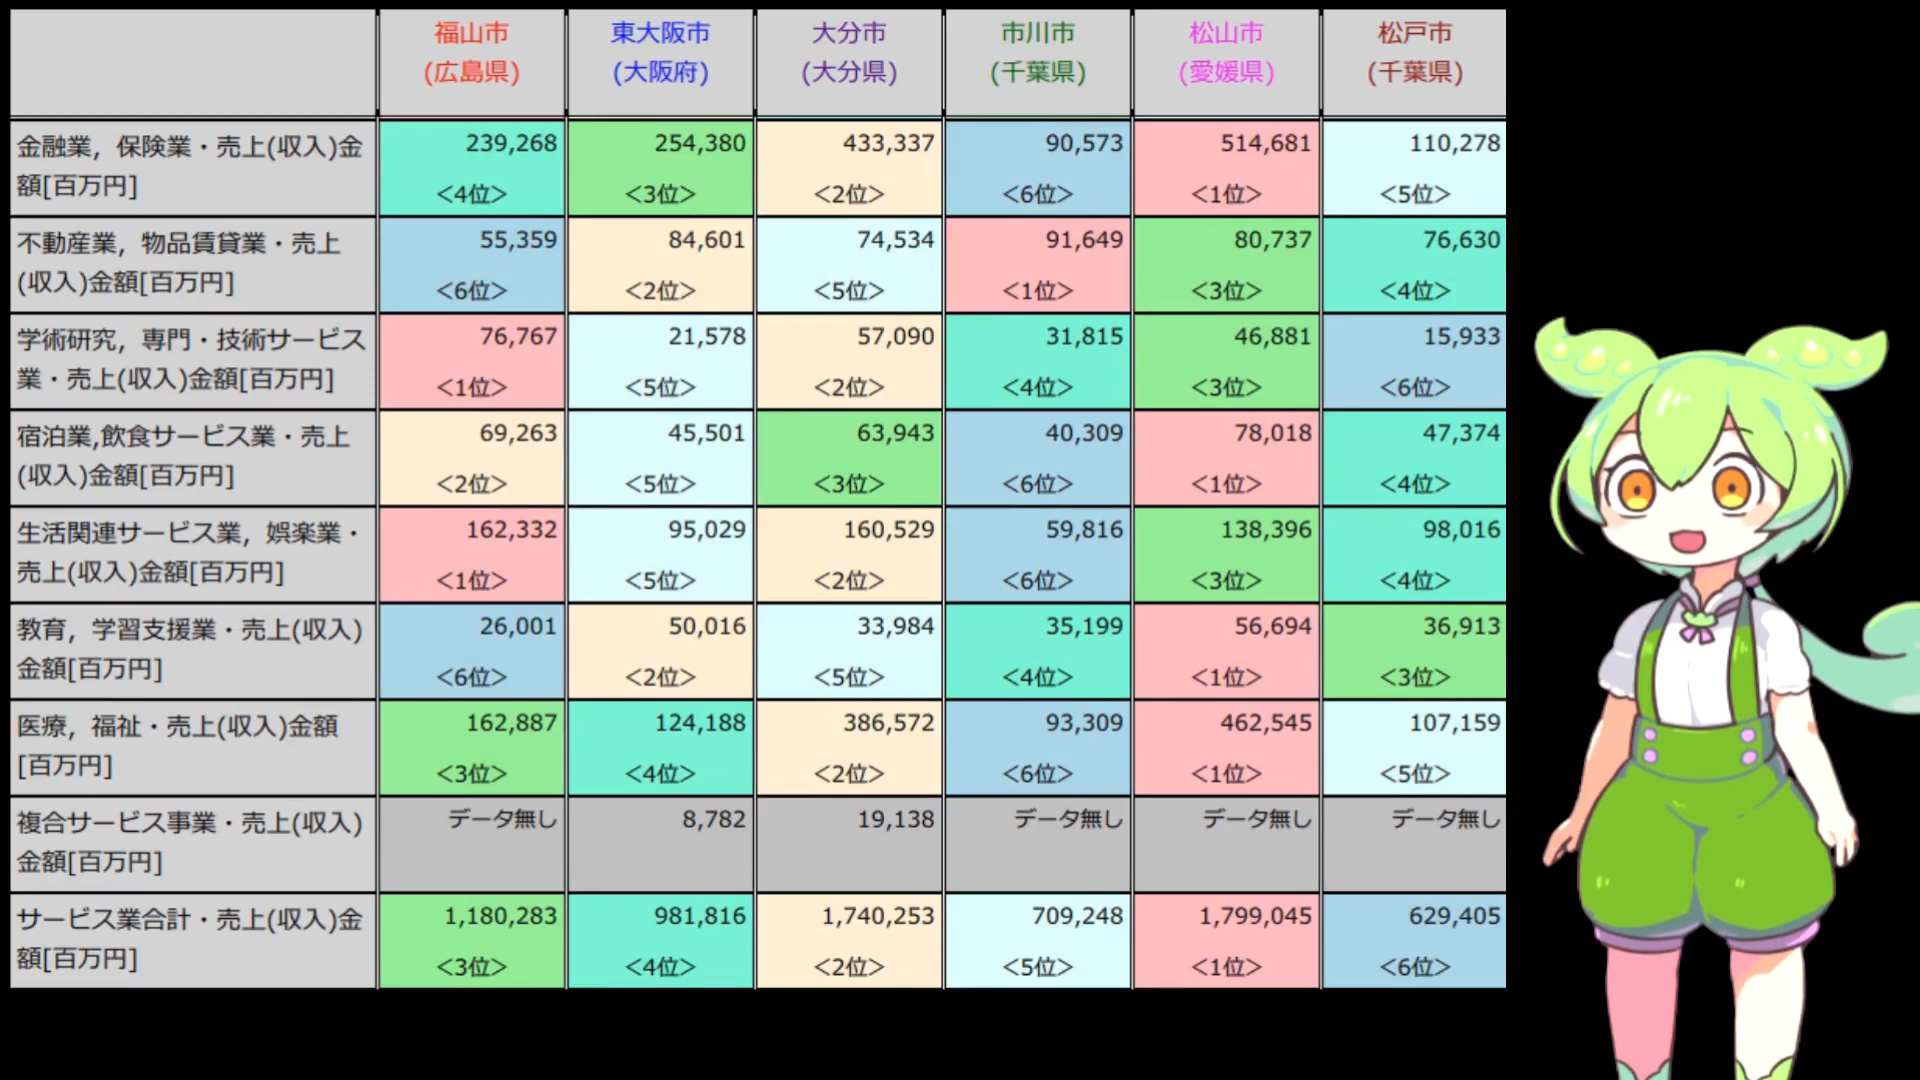 福山市
(広島県)
東大阪市
(大阪府)
大分市
(大分県)
市川市
(千葉県)
松山市
(愛媛県)
松戸市
(千葉県)
金融業，保険業・売上(収入)金
額[百万円]
239,268
<4位>
254,380
<3位>
433,337
<2位>
90,573
<6位>
514,681
<1位>
110,278
<5位>
不動産業，物品賃貸業・売上
(収入)金額[百万円]
55,359
<6位>
84,601
<2位>
74,534
<5位>
91,649
<1位>
80,737
<3位>
76,630
<4位>
学術研究，専門・技術サービス
業・売上(収入)金額[百万円]
76,767
<1位>
21,578
<5位>
57,090
<2位>
31,815
<4位>
46,881
<3位>
15,933
<6位>
宿泊業,飲食サービス業・売上
(収入)金額[百万円]
69,263
<2位>
45,501
<5位>
63,943
<3位>
40,309
<6位>
78,018
<1位>
47,374
<4位>
生活関連サービス業，娯楽業・
売上(収入)金額[百万円]
162,332
<1位>
95,029
<5位>
160,529
<2位>
59,816
<6位>
138,396
<3位>
98,016
<4位>
教育，学習支援業・売上(収入)
金額[百万円]
26,001
<6位>
50,016
<2位>
33,984
<5位>
35,199
<4位>
56,694
<1位>
36,913
<3位>
医療，福祉・売上(収入)金額
[百万円]
162,887
<3位>
124,188
<4位>
386,572
<2位>
93,309
<6位>
462,545
<1位>
107,159
<5位>
複合サービス事業・売上(収入)
金額[百万円]
データ無し
8,782
19,138
データ無し
データ無し
データ無し
サービス業合計・売上(収入)金
額[百万円]
1,180,283
<3位>
981,816
<4位>
1,740,253
<2位>
709,248
<5位>
1,799,045
<1位>
629,405
<6位>